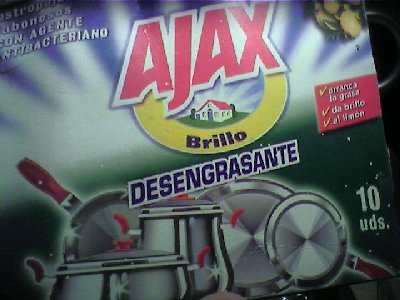 estropajos
jabonosos
CON AGENTE
ANTIBACTERIANO
AJAX
Brillo
DESENGRASANTE
✓ arranca
la grasa
✓ da brillo
✓ al limón
10
uds.